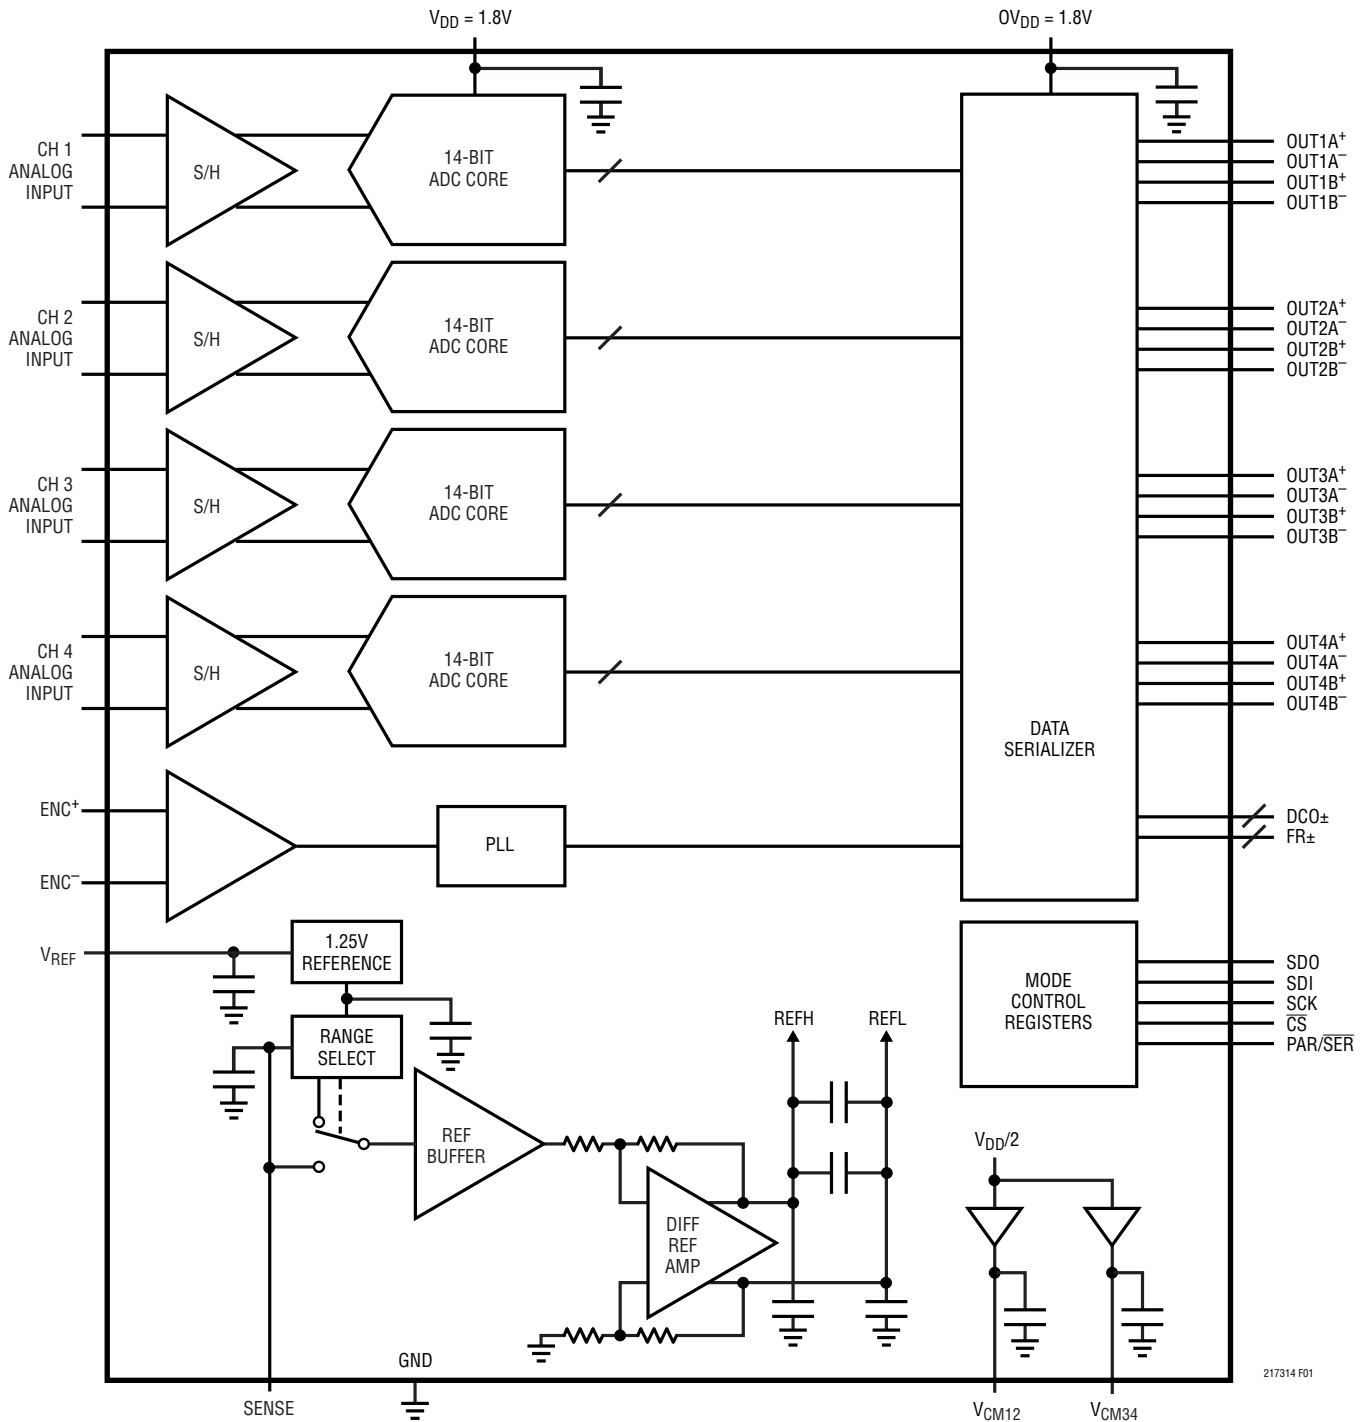 V_DD = 1.8V
OV_DD = 1.8V
CH 1
ANALOG
INPUT
S/H
14-BIT
ADC CORE
OUT1A⁺
OUT1A⁻
OUT1B⁺
OUT1B⁻
CH 2
ANALOG
INPUT
S/H
14-BIT
ADC CORE
OUT2A⁺
OUT2A⁻
OUT2B⁺
OUT2B⁻
CH 3
ANALOG
INPUT
S/H
14-BIT
ADC CORE
OUT3A⁺
OUT3A⁻
OUT3B⁺
OUT3B⁻
CH 4
ANALOG
INPUT
S/H
14-BIT
ADC CORE
OUT4A⁺
OUT4A⁻
OUT4B⁺
OUT4B⁻
DATA
SERIALIZER
ENC⁺
ENC⁻
PLL
DCO±
FR±
V_REF
1.25V
REFERENCE
RANGE
SELECT
REF
BUFFER
REFH
REFL
DIFF
REF
AMP
MODE
CONTROL
REGISTERS
SDO
SDI
SCK
C̅S̅
PAR/S̅E̅R̅
V_DD/2
GND
SENSE
V_CM12
V_CM34
217314 F01